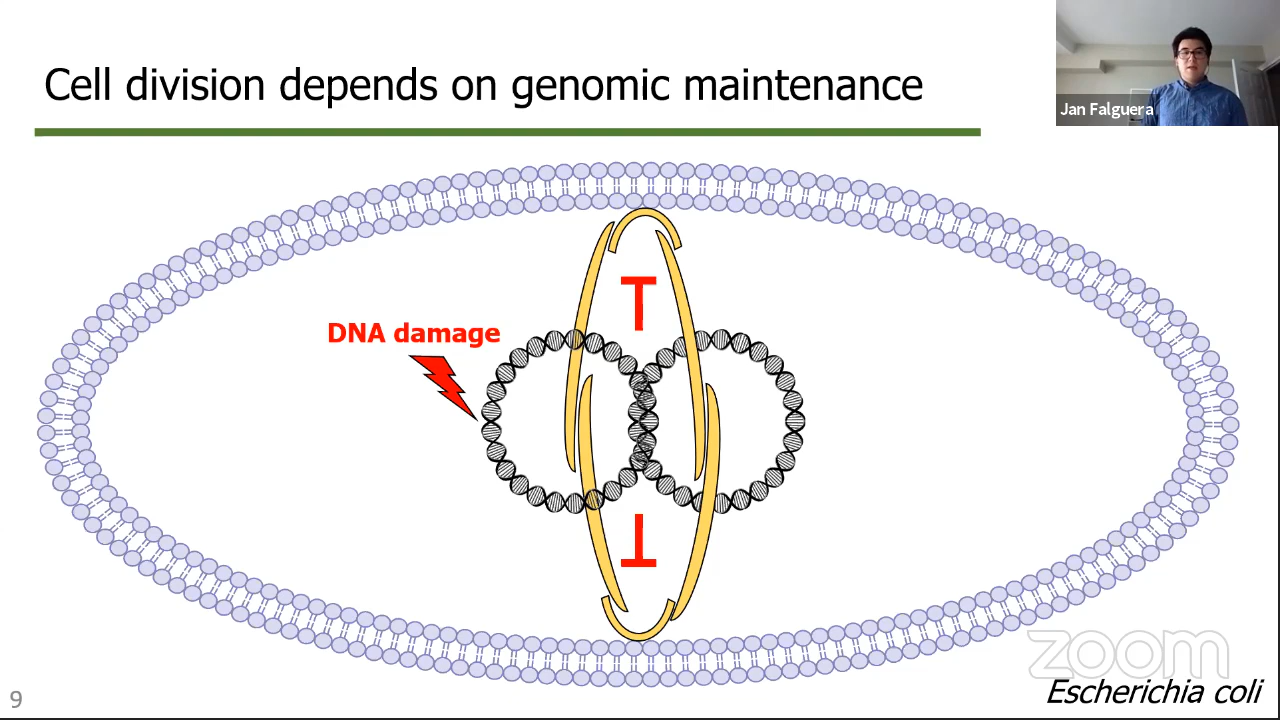 Cell division depends on genomic maintenance
Jan Falguera
DNA damage
zoom
Escherichia coli
9